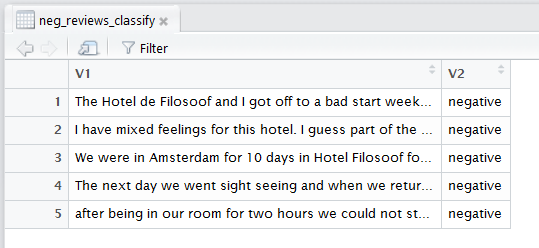 neg_reviews_classify
Filter
V1 V2
1 The Hotel de Filosoof and I got off to a bad start week... negative
2 I have mixed feelings for this hotel. I guess part of the ... negative
3 We were in Amsterdam for 10 days in Hotel Filosoof fo... negative
4 The next day we went sight seeing and when we retur... negative
5 after being in our room for two hours we could not st... negative